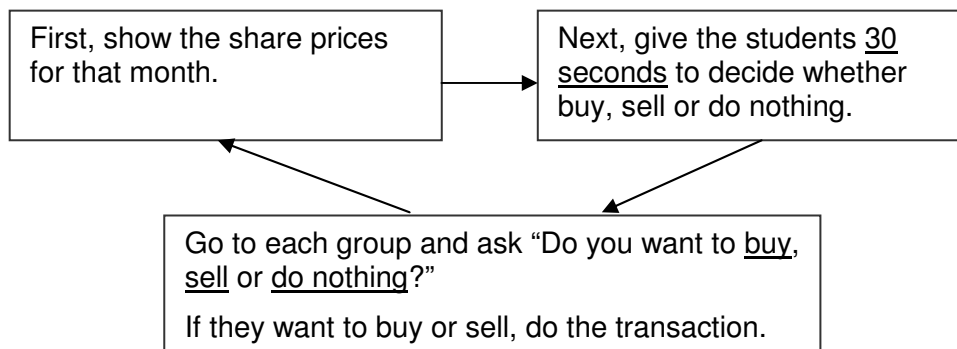 First, show the share prices
for that month.
Next, give the students 30
seconds to decide whether
buy, sell or do nothing.
Go to each group and ask “Do you want to buy,
sell or do nothing?”
If they want to buy or sell, do the transaction.